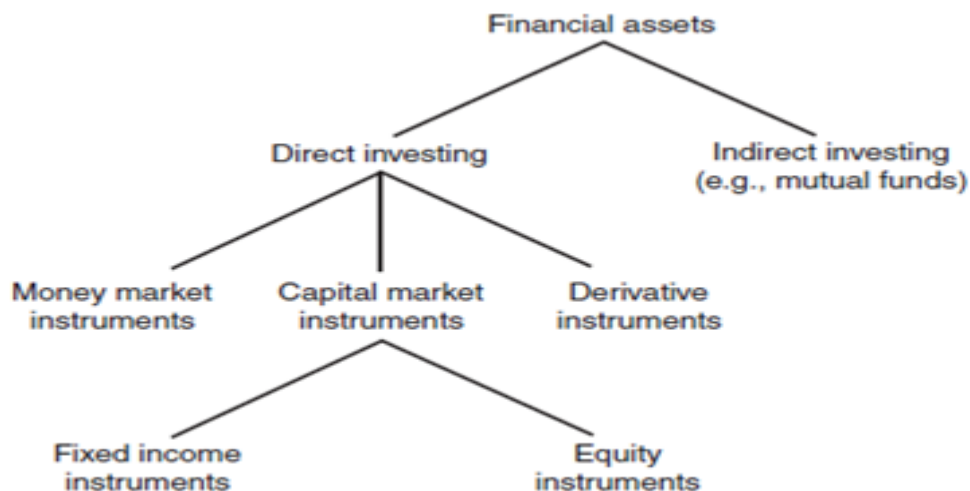 Financial assets
Direct investing
Indirect investing
(e.g., mutual funds)
Money market
instruments
Capital market
instruments
Derivative
instruments
Fixed income
instruments
Equity
instruments